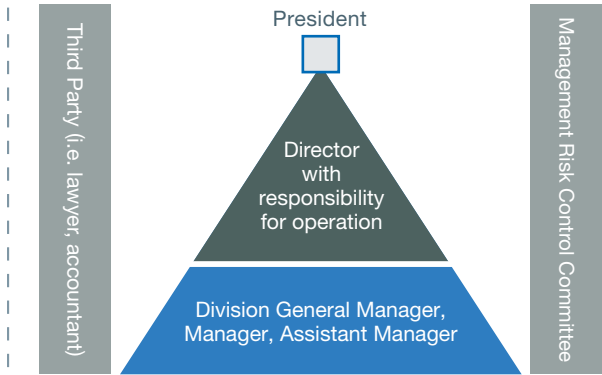 President
Third Party (i.e. lawyer, accountant)
Director
with
responsibility
for operation
Division General Manager,
Manager, Assistant Manager
Management Risk Control Committee